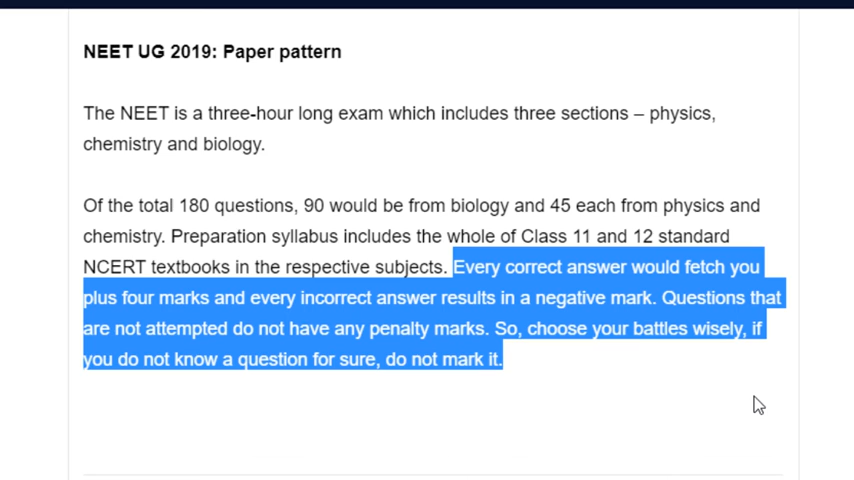 NEET UG 2019: Paper pattern
The NEET is a three-hour long exam which includes three sections – physics,
chemistry and biology.
Of the total 180 questions, 90 would be from biology and 45 each from physics and
chemistry. Preparation syllabus includes the whole of Class 11 and 12 standard
NCERT textbooks in the respective subjects. Every correct answer would fetch you
plus four marks and every incorrect answer results in a negative mark. Questions that
are not attempted do not have any penalty marks. So, choose your battles wisely, if
you do not know a question for sure, do not mark it.